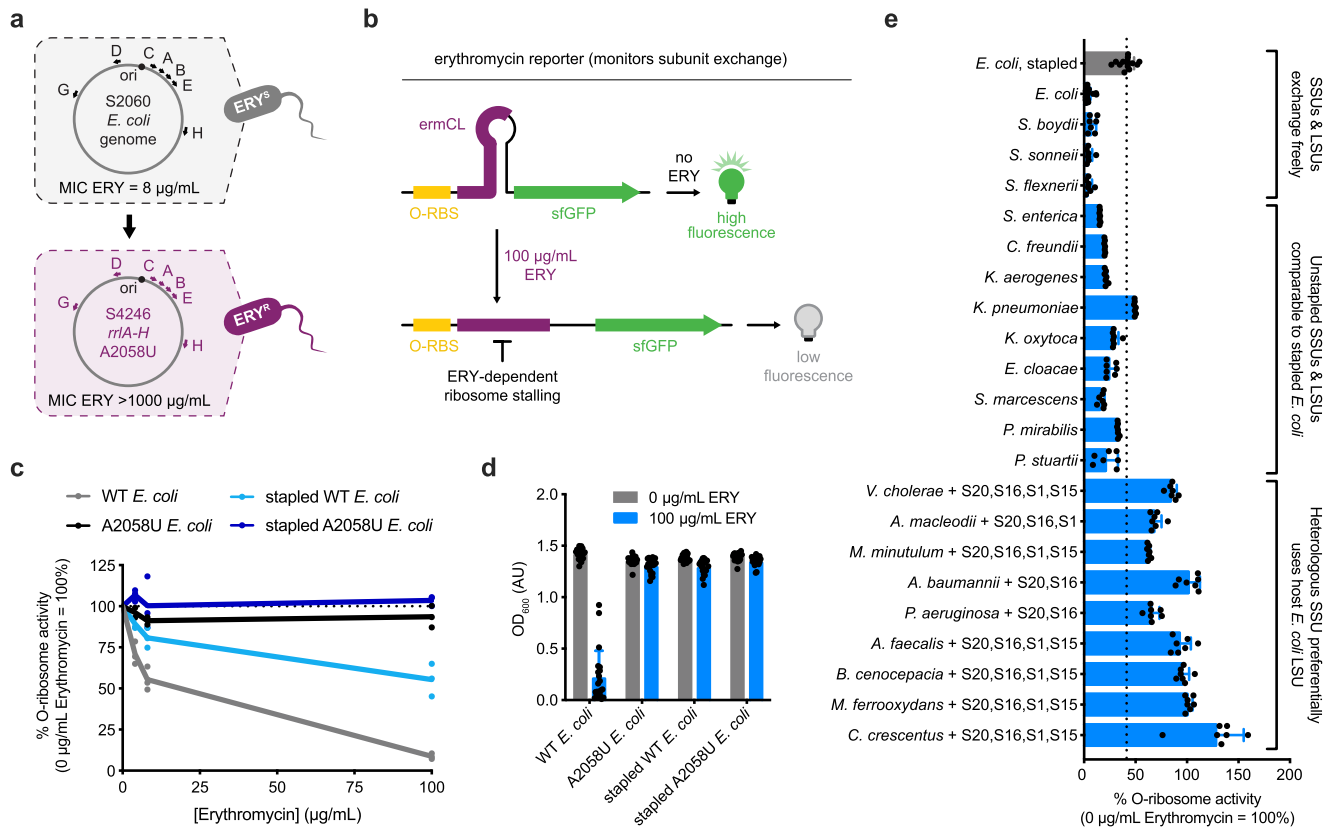 a
D
C
A
B
E
G
H
ori
S2060
E. coli
genome
MIC ERY = 8 µg/mL
ERYS
D
C
A
B
E
G
H
ori
S4246
rrlA-H
A2058U
MIC ERY >1000 µg/mL
ERYR
b
erythromycin reporter (monitors subunit exchange)
ermCL
O-RBS
sfGFP
no
ERY
high
fluorescence
100 µg/mL
ERY
O-RBS
sfGFP
ERY-dependent
ribosome stalling
low
fluorescence
c
WT E. coli
stapled WT E. coli
A2058U E. coli
stapled A2058U E. coli
% O-ribosome activity
(0 µg/mL Erythromycin = 100%)
125
100
75
50
25
0
0
25
50
75
100
[Erythromycin] (µg/mL)
d
0 µg/mL ERY
100 µg/mL ERY
OD600 (AU)
2.0
1.5
1.0
0.5
0.0
WT E. coli
A2058U E. coli
stapled WT E. coli
stapled A2058U E. coli
e
E. coli, stapled
E. coli
S. boydii
S. sonneii
S. flexnerii
S. enterica
C. freundii
K. aerogenes
K. pneumoniae
K. oxytoca
E. cloacae
S. marcescens
P. mirabilis
P. stuartii
V. cholerae + S20,S16,S1,S15
A. macleodii + S20,S16,S1
M. minutulum + S20,S16,S1,S15
A. baumannii + S20,S16
P. aeruginosa + S20,S16
A. faecalis + S20,S16,S1,S15
B. cenocepacia + S20,S16,S1,S15
M. ferrooxydans + S20,S16,S1,S15
C. crescentus + S20,S16,S1,S15
0
50
100
150
200
% O-ribosome activity
(0 µg/mL Erythromycin = 100%)
SSUs & LSUs
exchange freely
Unstapled SSUs & LSUs
comparable to stapled E. coli
Heterologous SSU preferentially
uses host E. coli LSU